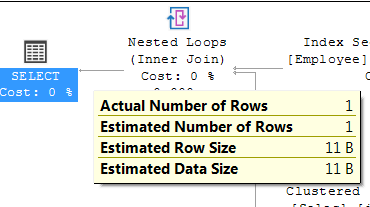 Nested Loops
(Inner Join)
Cost: 0 %
Index Se
[Employee]
SELECT
Cost: 0 %
Actual Number of Rows 1
Estimated Number of Rows 1
Estimated Row Size 11 B
Estimated Data Size 11 B
Clustered